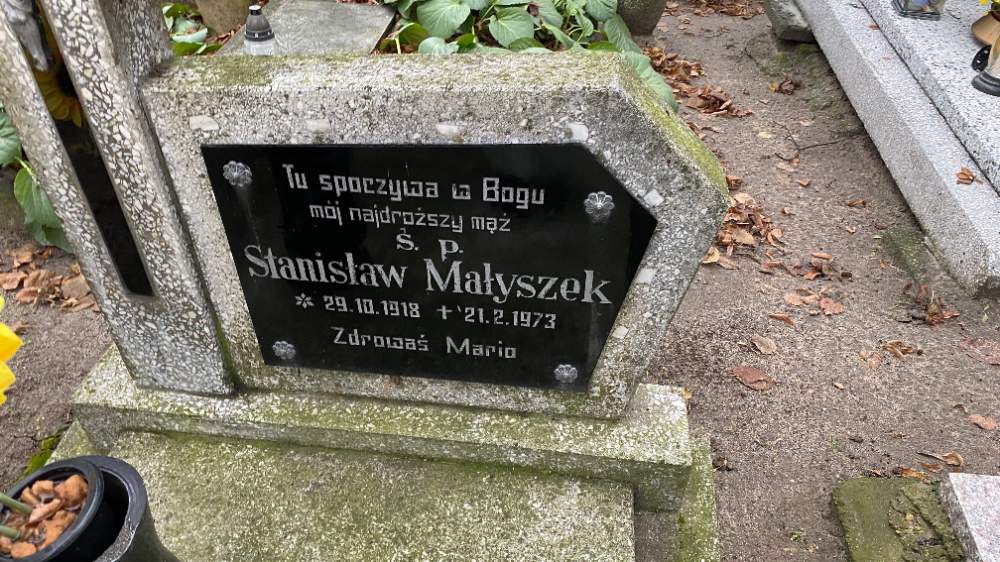 Tu spoczywa w Bogu
mój najdroższy mąż
Ś. p.
Stanisław Małyszek
* 29.10.1918 + 21.2.1973
Zdrowaś Mario